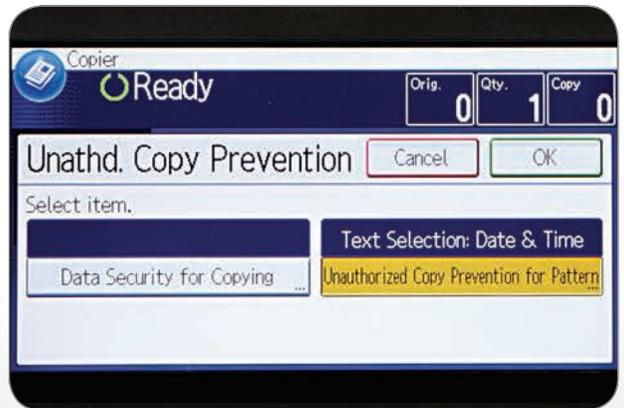 Copier
Ready
Orig. 0 Qty. 1 Copy 0
Unathd. Copy Prevention Cancel OK
Select item.
Text Selection: Date & Time
Data Security for Copying ... Unauthorized Copy Prevention for Pattern...